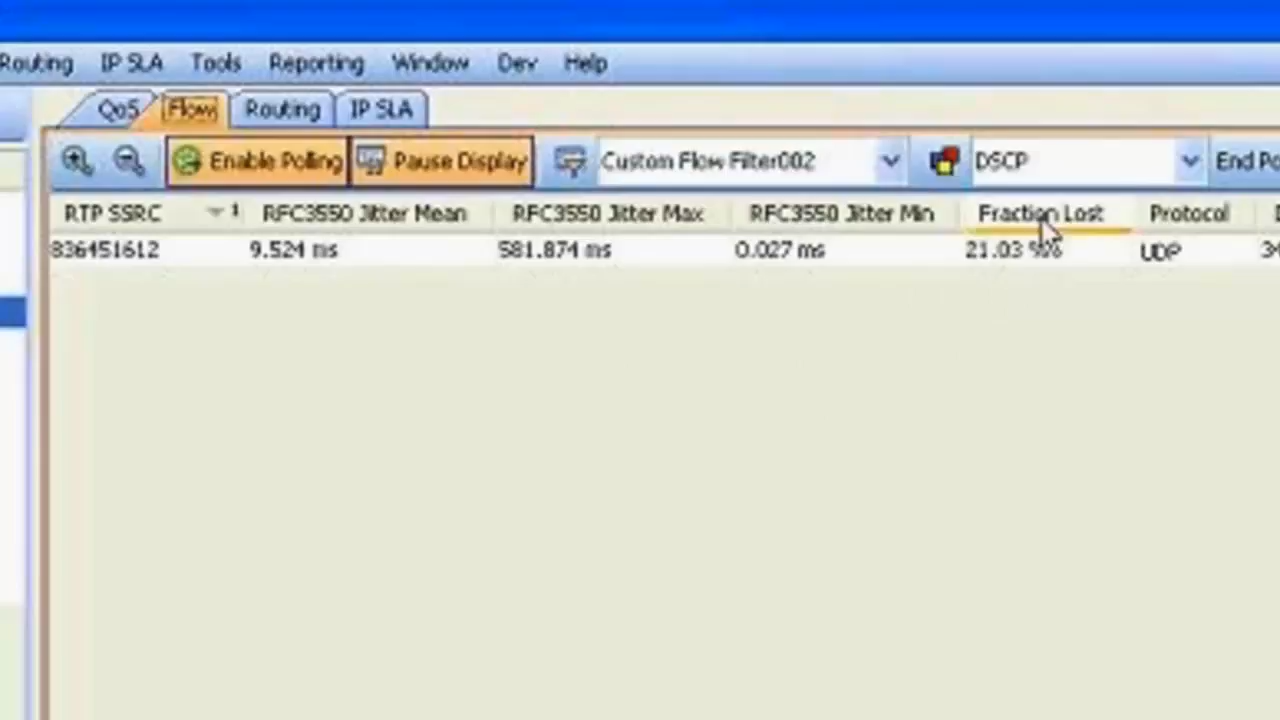 Routing IP SLA Tools Reporting Window Dev Help
QoS Flow Routing IP SLA
Enable Polling Pause Display Custom Flow Filter002 DSCP End Po
RTP SSRC 1 RFC3550 Jitter Mean RFC3550 Jitter Max RFC3550 Jitter Min Fraction Lost Protocol
836451612 9.524 ms 581.874 ms 0.027 ms 21.03 %% UDP